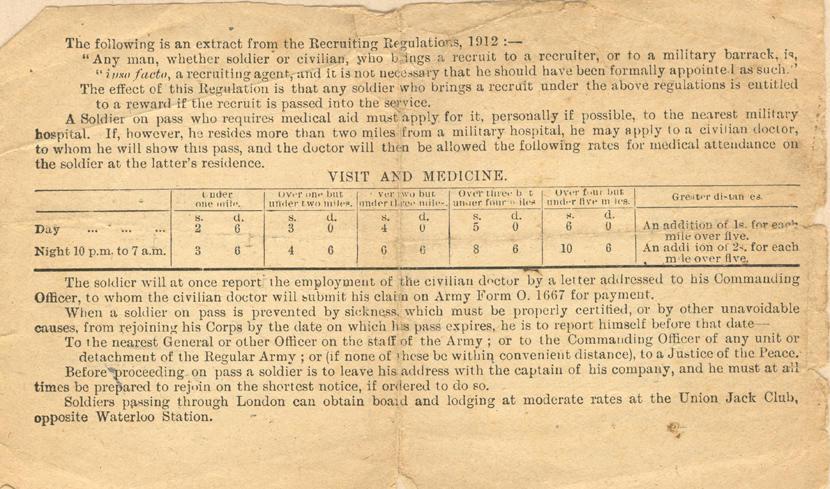 The following is an extract from the Recruiting Regulations, 1912 :—
" Any man, whether soldier or civilian, who brings a recruit to a recruiter, or to a military barrack, is,
" ipso facto, a recruiting agent, and it is not necessary that he should have been formally appointed as such."
The effect of this Regulation is that any soldier who brings a recruit under the above regulations is entitled
to a reward if the recruit is passed into the service.
A Soldier on pass who requires medical aid must apply for it, personally if possible, to the nearest military
hospital. If, however, he resides more than two miles from a military hospital, he may apply to a civilian doctor,
to whom he will show this pass, and the doctor will then be allowed the following rates for medical attendance on
the soldier at the latter's residence.
VISIT AND MEDICINE.
Under one mile. Over one but under two miles. Over two but under three miles. Over three but under four miles Over four but under five miles. Greater distances.
s. d. s. d. s. d. s. d. s. d.
Day ... ... ... 2 6 3 0 4 0 5 0 6 0 An addition of 1s. for each mile over five.
Night 10 p.m. to 7 a.m. 3 6 4 6 6 6 8 6 10 6 An addition of 2s. for each mile over five.
The soldier will at once report the employment of the civilian doctor by a letter addressed to his Commanding
Officer, to whom the civilian doctor will submit his claim on Army Form O. 1667 for payment.
When a soldier on pass is prevented by sickness, which must be properly certified, or by other unavoidable
causes, from rejoining his Corps by the date on which his pass expires, he is to report himself before that date—
To the nearest General or other Officer on the staff of the Army ; or to the Commanding Officer of any unit or
detachment of the Regular Army ; or (if none of these be within convenient distance), to a Justice of the Peace.
Before proceeding on pass a soldier is to leave his address with the captain of his company, and he must at all
times be prepared to rejoin on the shortest notice, if ordered to do so.
Soldiers passing through London can obtain board and lodging at moderate rates at the Union Jack Club,
opposite Waterloo Station.